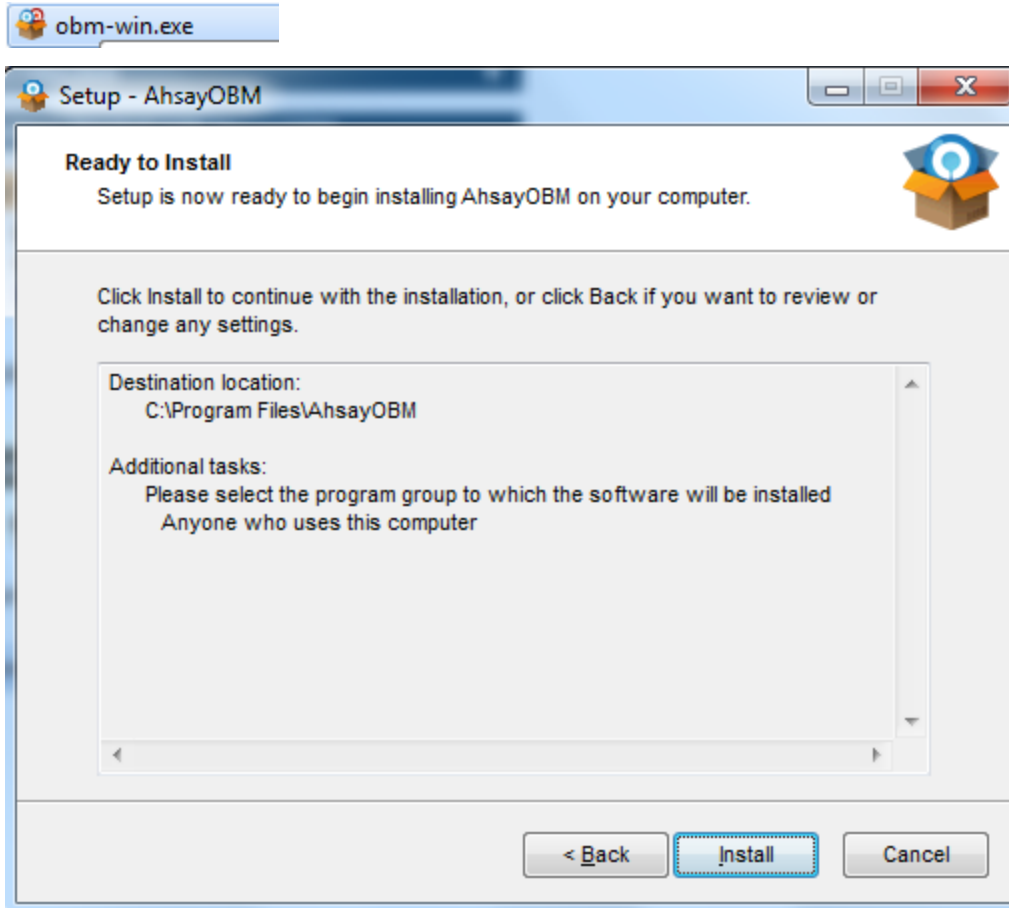 obm-win.exe
Setup - AhsayOBM
Ready to Install
Setup is now ready to begin installing AhsayOBM on your computer.
Click Install to continue with the installation, or click Back if you want to review or
change any settings.
Destination location:
C:\Program Files\AhsayOBM
Additional tasks:
Please select the program group to which the software will be installed
Anyone who uses this computer
< Back
Install
Cancel